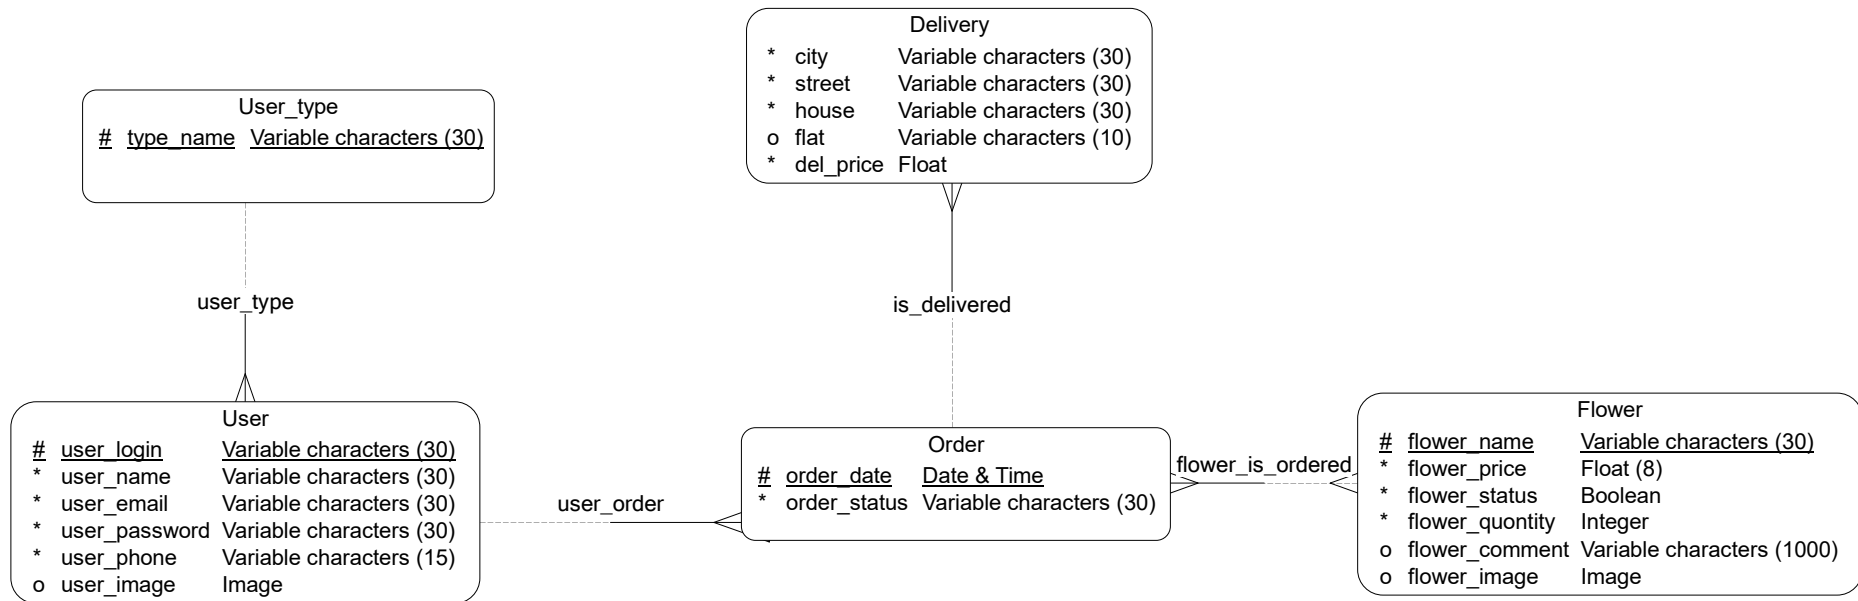 Delivery
* city Variable characters (30)
* street Variable characters (30)
* house Variable characters (30)
o flat Variable characters (10)
* del_price Float
User_type
# type_name Variable characters (30)
user_type
is_delivered
User
# user_login Variable characters (30)
* user_name Variable characters (30)
* user_email Variable characters (30)
* user_password Variable characters (30)
* user_phone Variable characters (15)
o user_image Image
user_order
Order
# order_date Date & Time
* order_status Variable characters (30)
flower_is_ordered
Flower
# flower_name Variable characters (30)
* flower_price Float (8)
* flower_status Boolean
* flower_quontity Integer
o flower_comment Variable characters (1000)
o flower_image Image